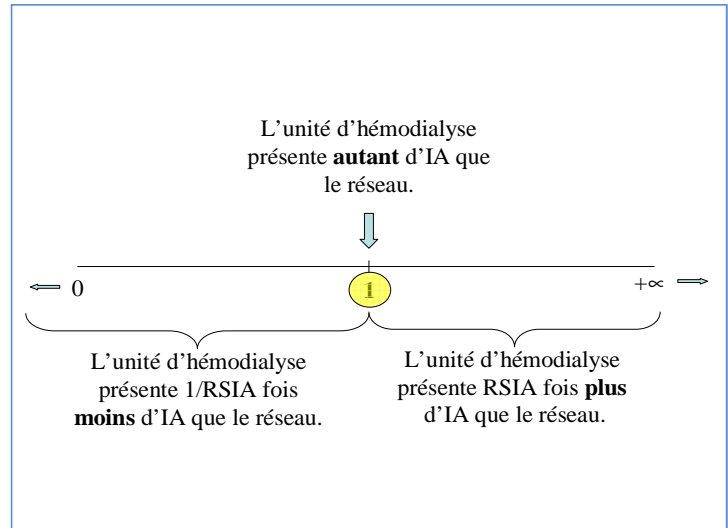 L’unité d’hémodialyse
présente autant d’IA que
le réseau.
0
1
+∝
L’unité d’hémodialyse
présente 1/RSIA fois
moins d’IA que le réseau.
L’unité d’hémodialyse
présente RSIA fois plus
d’IA que le réseau.